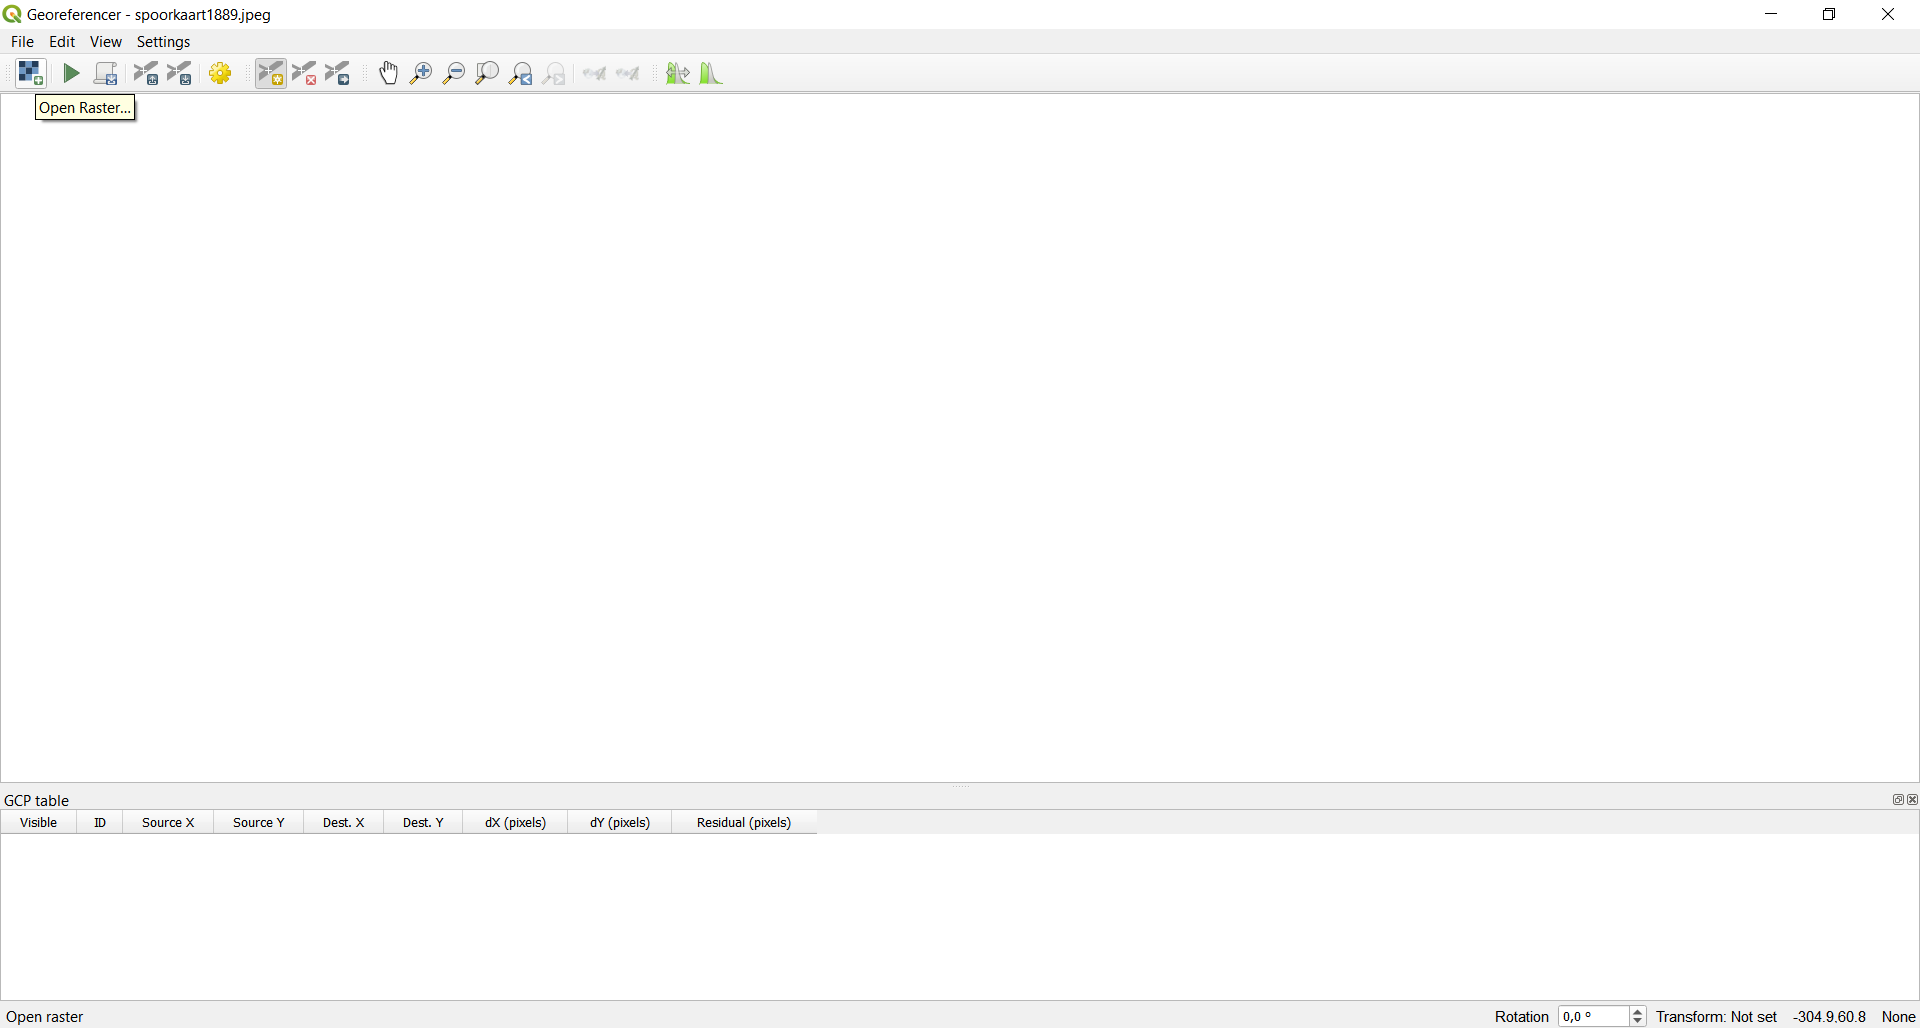 Georeferencer - spoorkaart1889.jpeg
File Edit View Settings
Open Raster...
GCP table
Visible ID Source X Source Y Dest. X Dest. Y dX (pixels) dY (pixels) Residual (pixels)
Open raster Rotation 0,0 ° Transform: Not set -304.9,60.8 None